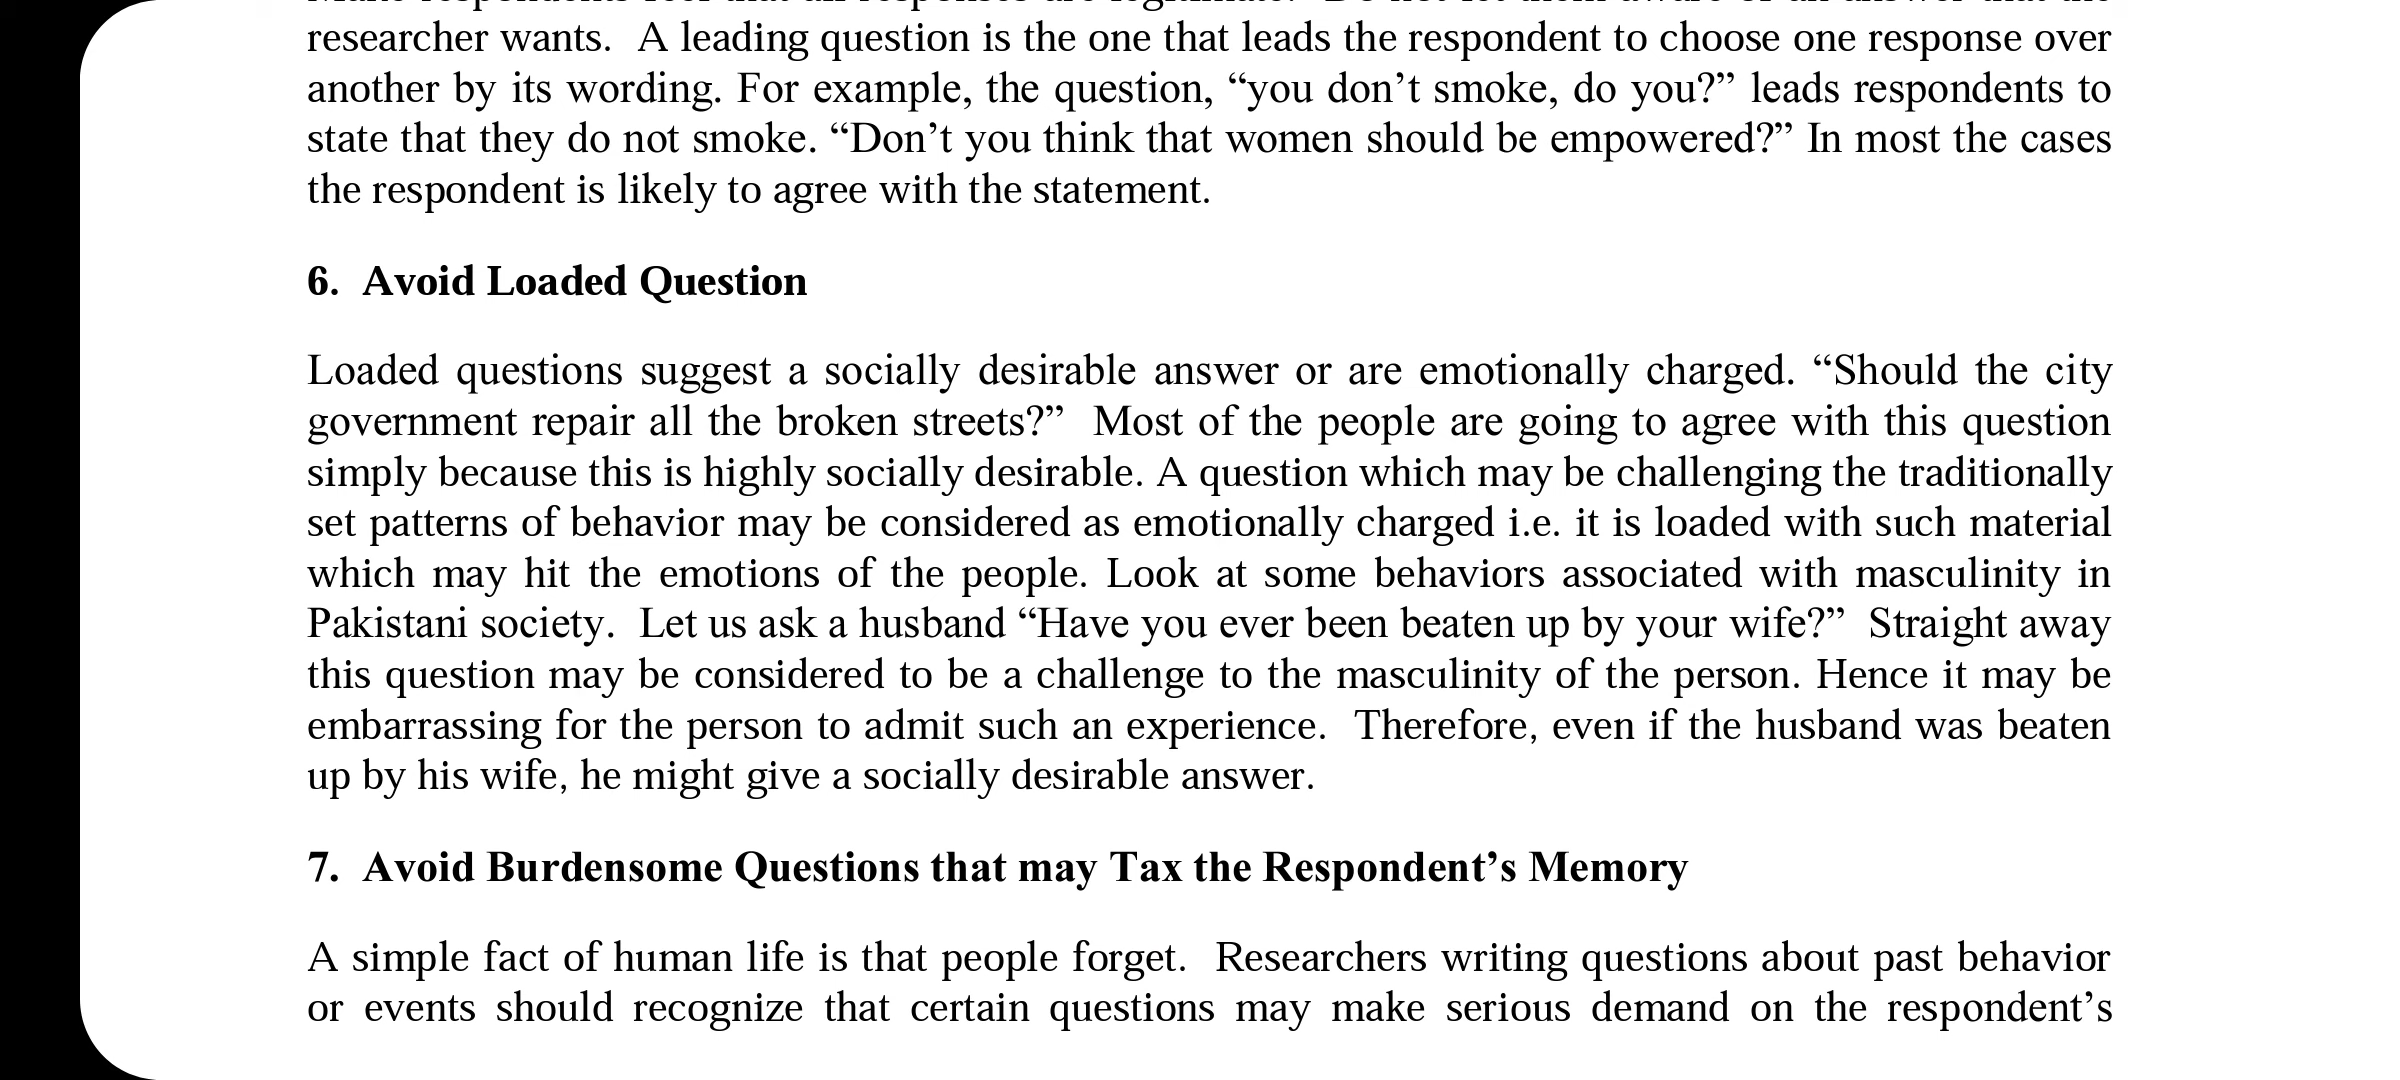 researcher wants.  A leading question is the one that leads the respondent to choose one response over
another by its wording. For example, the question, “you don’t smoke, do you?” leads respondents to
state that they do not smoke. “Don’t you think that women should be empowered?” In most the cases
the respondent is likely to agree with the statement.
6.  Avoid Loaded Question
Loaded questions suggest a socially desirable answer or are emotionally charged. “Should the city
government repair all the broken streets?”  Most of the people are going to agree with this question
simply because this is highly socially desirable. A question which may be challenging the traditionally
set patterns of behavior may be considered as emotionally charged i.e. it is loaded with such material
which may hit the emotions of the people. Look at some behaviors associated with masculinity in
Pakistani society.  Let us ask a husband “Have you ever been beaten up by your wife?”  Straight away
this question may be considered to be a challenge to the masculinity of the person. Hence it may be
embarrassing for the person to admit such an experience.  Therefore, even if the husband was beaten
up by his wife, he might give a socially desirable answer.
7.  Avoid Burdensome Questions that may Tax the Respondent’s Memory
A simple fact of human life is that people forget.  Researchers writing questions about past behavior
or events should recognize that certain questions may make serious demand on the respondent’s